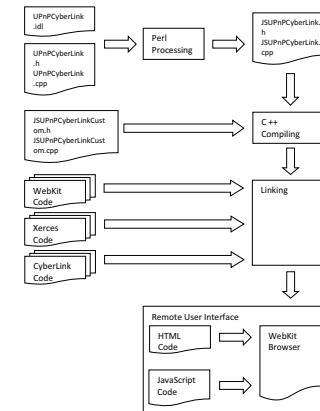 UPnPCyberLink
.idl
UPnPCyberLink
.h
UPnPCyberLink
.cpp
Perl
Processing
JSUPnPCyberLink.
h
JSUPnPCyberLink.
cpp
JSUPnPCyberLinkCust
om.h
JSUPnPCyberLinkCust
om.cpp
C ++
Compiling
WebKit
Code
Linking
Xerces
Code
CyberLink
Code
Remote User Interface
HTML
Code
WebKit
Browser
JavaScript
Code